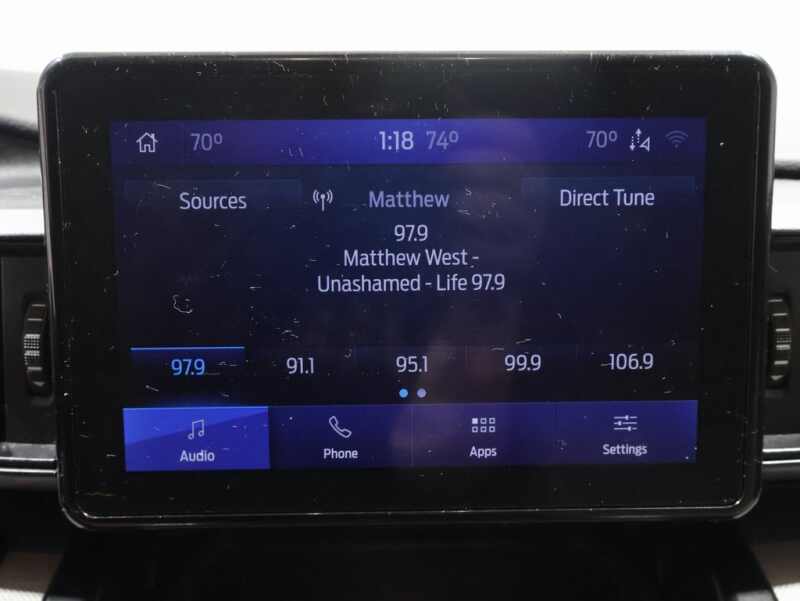 70° 1:18 74° 70°
Sources Matthew Direct Tune
97.9
Matthew West -
Unashamed - Life 97.9
97.9 91.1 95.1 99.9 106.9
Audio Phone Apps Settings